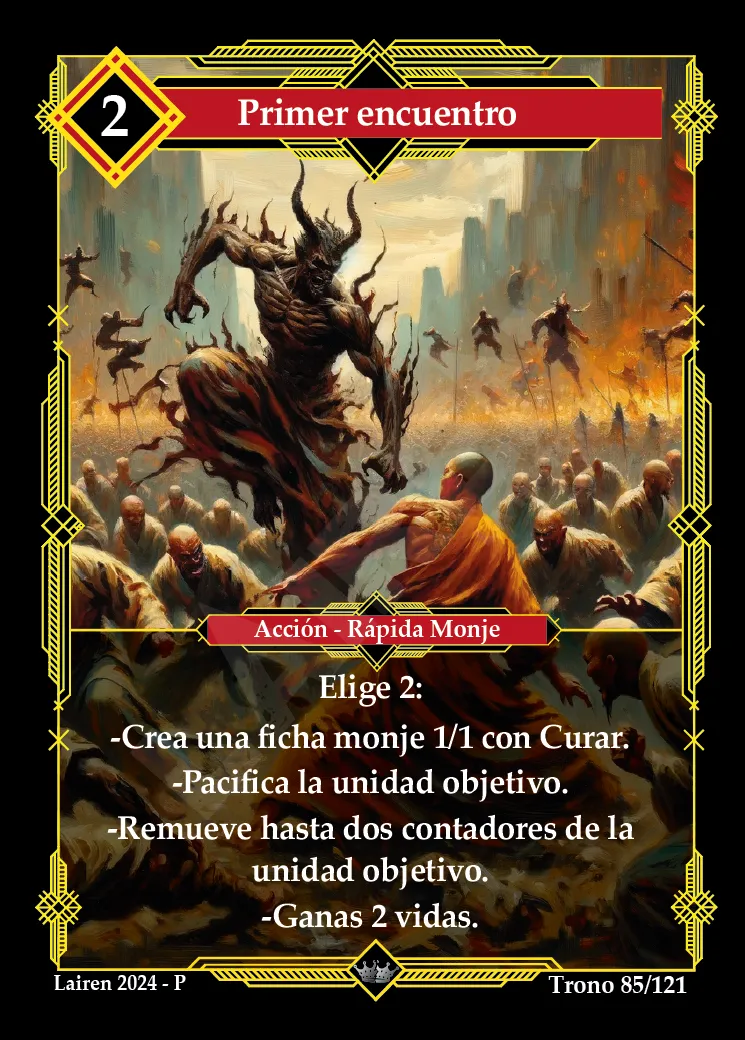 2
Primer encuentro
Acción - Rápida Monje
Elige 2:
-Crea una ficha monje 1/1 con Curar.
-Pacifica la unidad objetivo.
-Remueve hasta dos contadores de la
unidad objetivo.
-Ganas 2 vidas.
Lairen 2024 - P
Trono 85/121